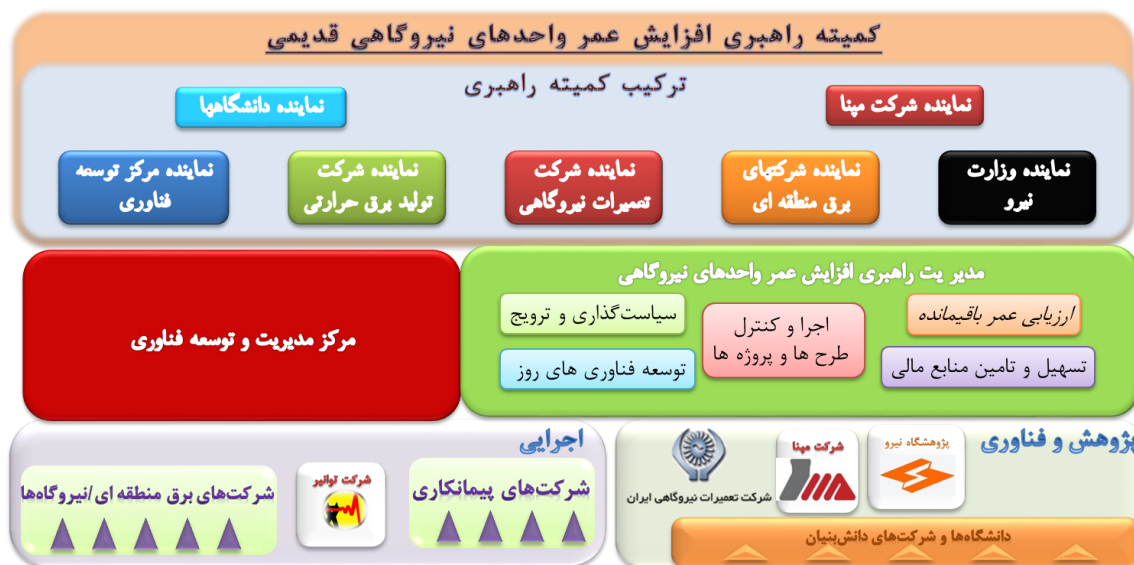 کمیته راهبری افزایش عمر واحدهای نیروگاهی قدیمی
ترکیب کمیته راهبری
نماینده شرکت مپنا
نماینده دانشگاهها
نماینده وزارت
نیرو
نماینده شرکتهای
برق منطقه ای
نماینده شرکت
تعمیرات نیروگاهی
نماینده شرکت
تولید برق حرارتی
نماینده مرکز توسعه
فناوری
مدیر یت راهبری افزایش عمر واحدهای نیروگاهی
ارزیابی عمر باقیمانده
اجرا و کنترل
طرح ها و پروژه ها
سیاست‌گذاری و ترویج
تسهیل و تامین منابع مالی
توسعه فناوری های روز
مرکز مدیریت و توسعه فناوری
پژوهش و فناوری
پژوهشگاه نیرو
شرکت مپنا
شرکت تعمیرات نیروگاهی ایران
دانشگاه‌ها و شرکت‌های دانش‌بنیان
اجرایی
شرکت‌های پیمانکاری
شرکت توانیر
شرکت‌های برق منطقه ای/نیروگاه‌ها